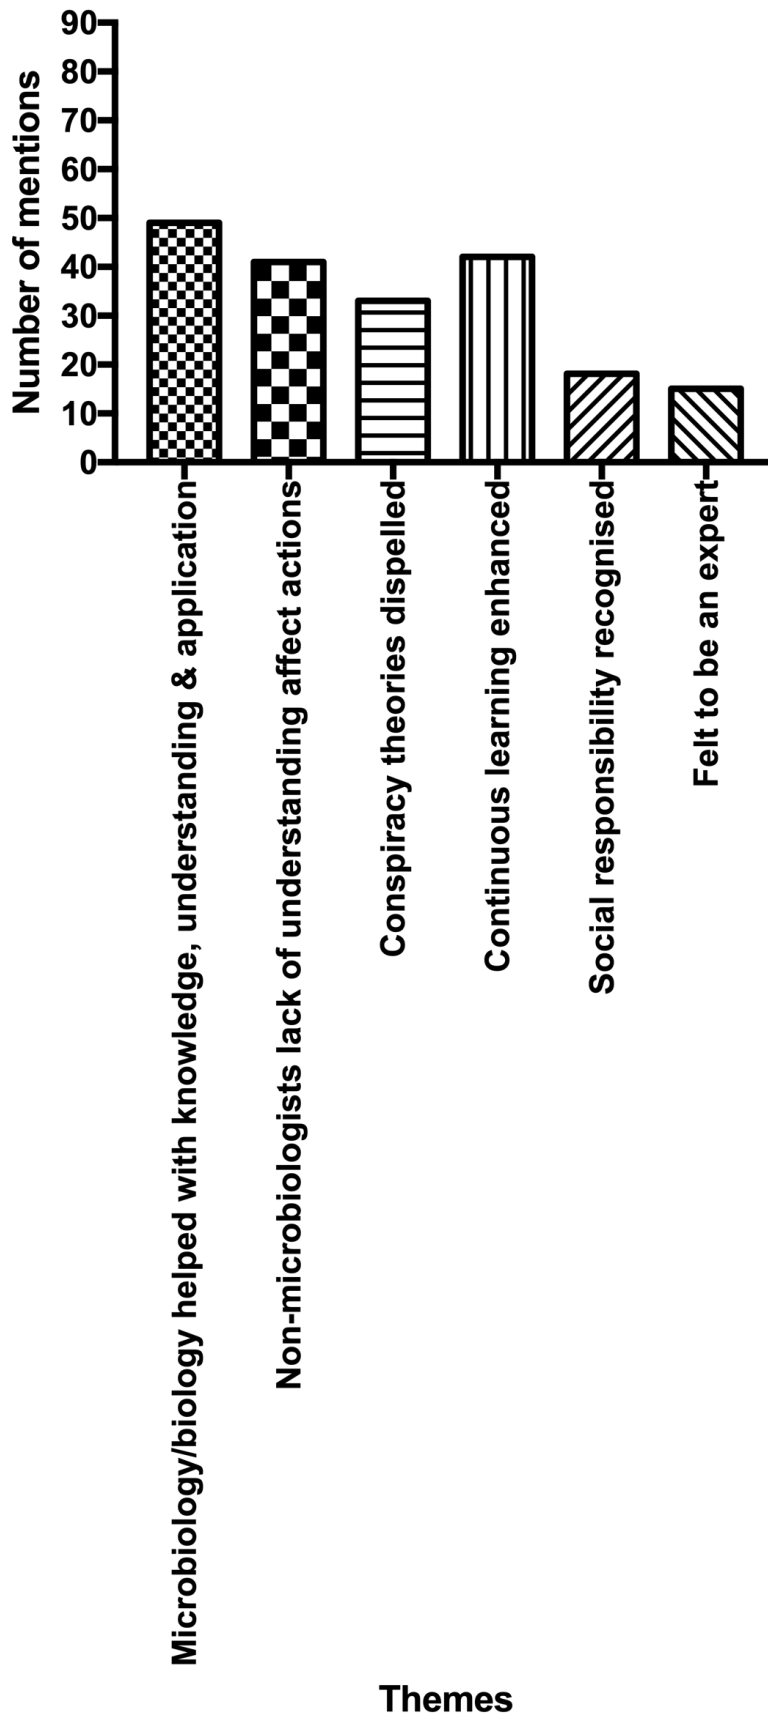 Number of mentions
90
80
70
60
50
40
30
20
10
0
Microbiology/biology helped with knowledge, understanding & application
Non-microbiologists lack of understanding affect actions
Conspiracy theories dispelled
Continuous learning enhanced
Social responsibility recognised
Felt to be an expert
Themes